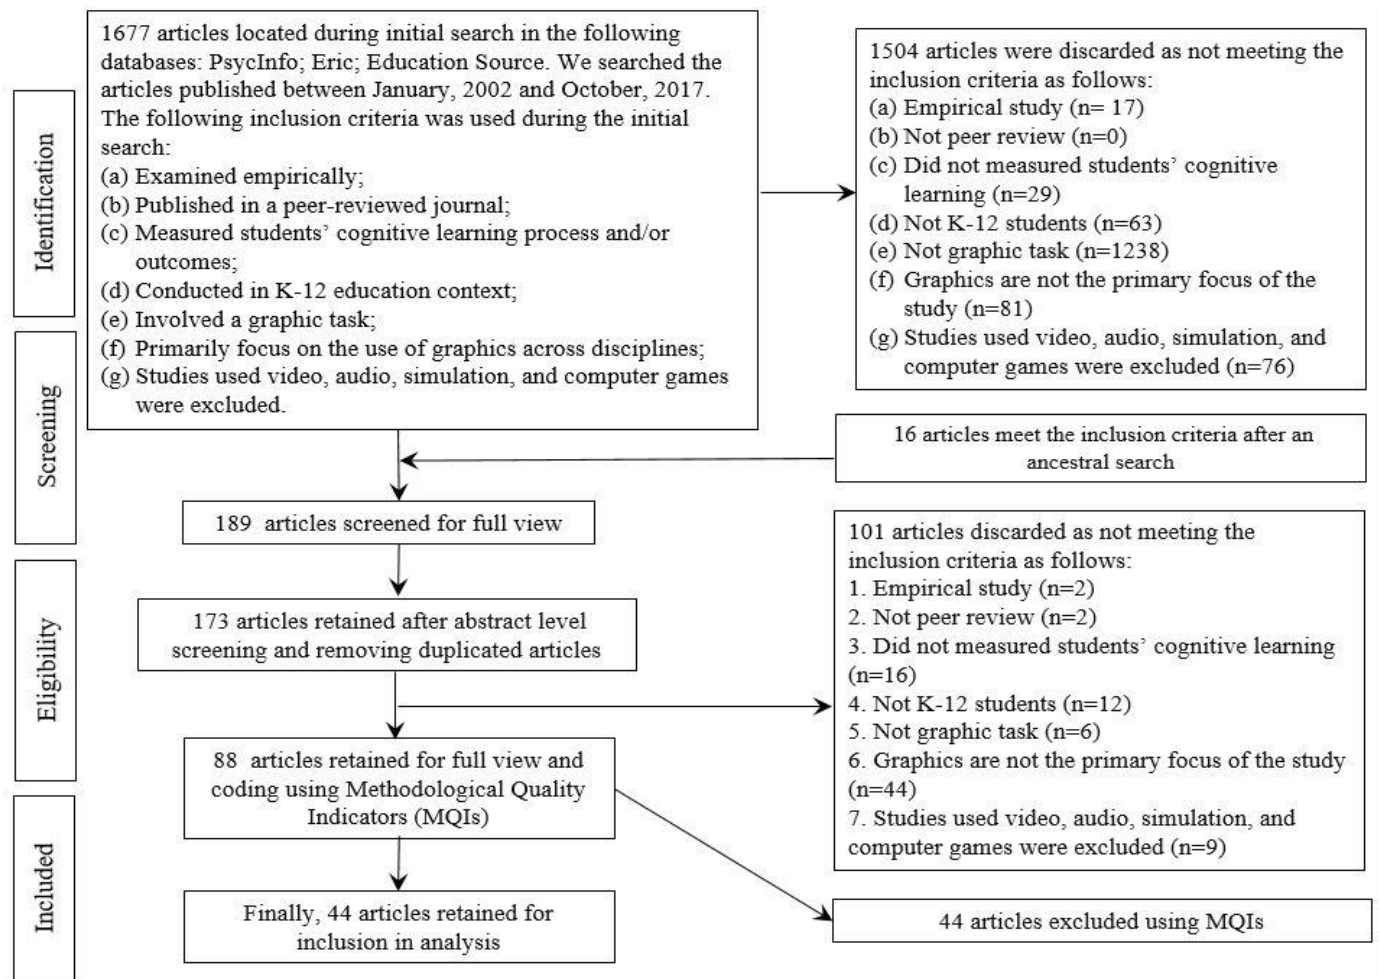 1677 articles located during initial search in the following
databases: PsycInfo; Eric; Education Source. We searched the
articles published between January, 2002 and October, 2017.
The following inclusion criteria was used during the initial
search:
(a) Examined empirically;
(b) Published in a peer-reviewed journal;
(c) Measured students’ cognitive learning process and/or
outcomes;
(d) Conducted in K-12 education context;
(e) Involved a graphic task;
(f) Primarily focus on the use of graphics across disciplines;
(g) Studies used video, audio, simulation, and computer games
were excluded.
1504 articles were discarded as not meeting the
inclusion criteria as follows:
(a) Empirical study (n= 17)
(b) Not peer review (n=0)
(c) Did not measured students’ cognitive
learning (n=29)
(d) Not K-12 students (n=63)
(e) Not graphic task (n=1238)
(f) Graphics are not the primary focus of the
study (n=81)
(g) Studies used video, audio, simulation, and
computer games were excluded (n=76)
Identification
Screening
16 articles meet the inclusion criteria after an
ancestral search
189 articles screened for full view
Eligibility
173 articles retained after abstract level
screening and removing duplicated articles
101 articles discarded as not meeting the
inclusion criteria as follows:
1. Empirical study (n=2)
2. Not peer review (n=2)
3. Did not measured students’ cognitive learning
(n=16)
4. Not K-12 students (n=12)
5. Not graphic task (n=6)
6. Graphics are not the primary focus of the study
(n=44)
7. Studies used video, audio, simulation, and
computer games were excluded (n=9)
88 articles retained for full view and
coding using Methodological Quality
Indicators (MQIs)
Included
Finally, 44 articles retained for
inclusion in analysis
44 articles excluded using MQIs